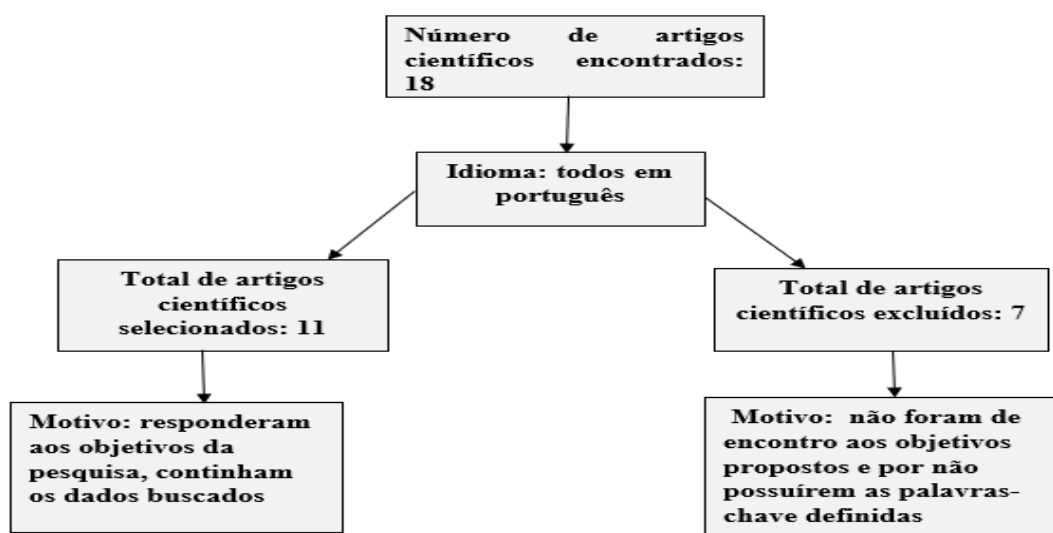 Número de artigos
científicos encontrados:
18
Idioma: todos em
português
Total de artigos
científicos
selecionados: 11
Total de artigos
científicos excluídos: 7
Motivo: responderam
aos objetivos da
pesquisa, continham
os dados buscados
Motivo: não foram de
encontro aos objetivos
propostos e por não
possuírem as palavras-
chave definidas